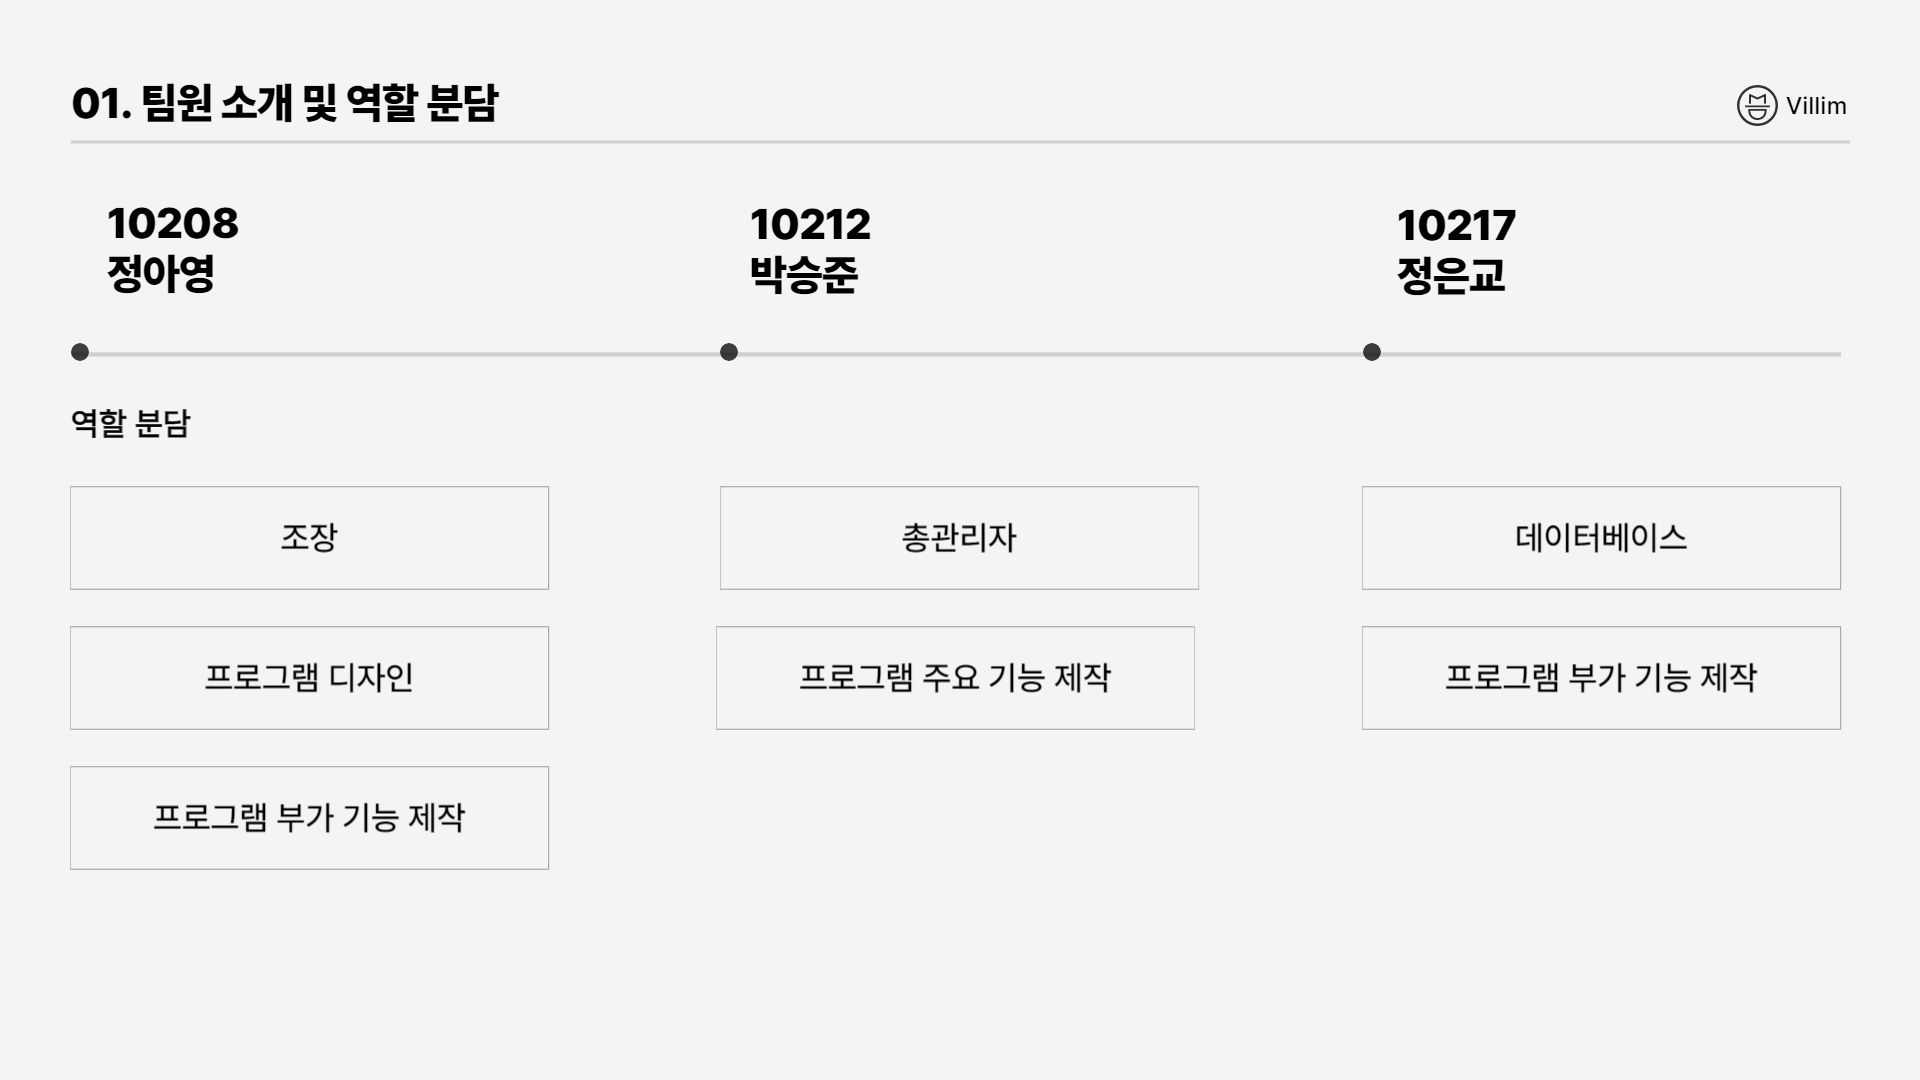 01. 팀원 소개 및 역할 분담
Villim
10208
정아영
10212
박승준
10217
정은교
역할 분담
조장
총관리자
데이터베이스
프로그램 디자인
프로그램 주요 기능 제작
프로그램 부가 기능 제작
프로그램 부가 기능 제작